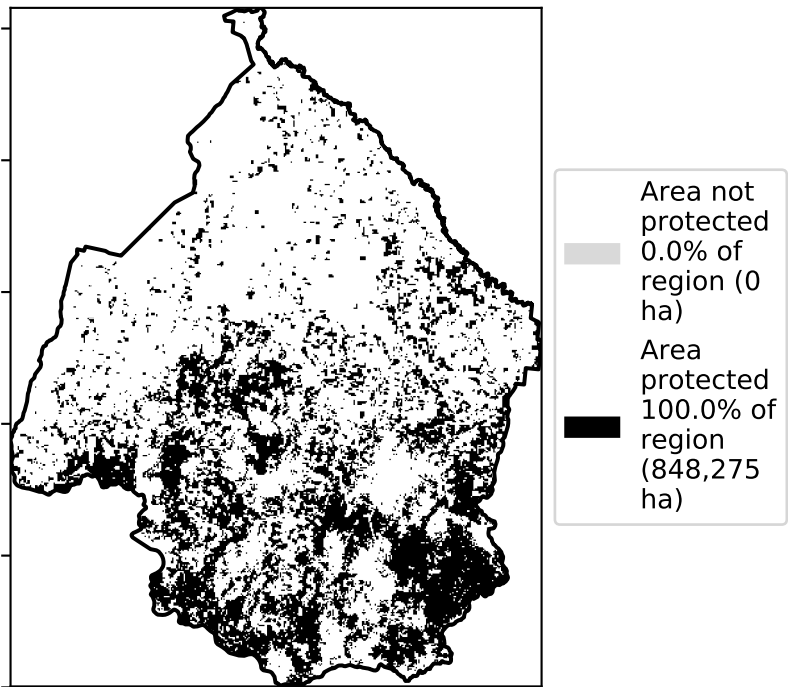 Area not
protected
0.0% of
region (0
ha)
Area
protected
100.0% of
region
(848,275
ha)